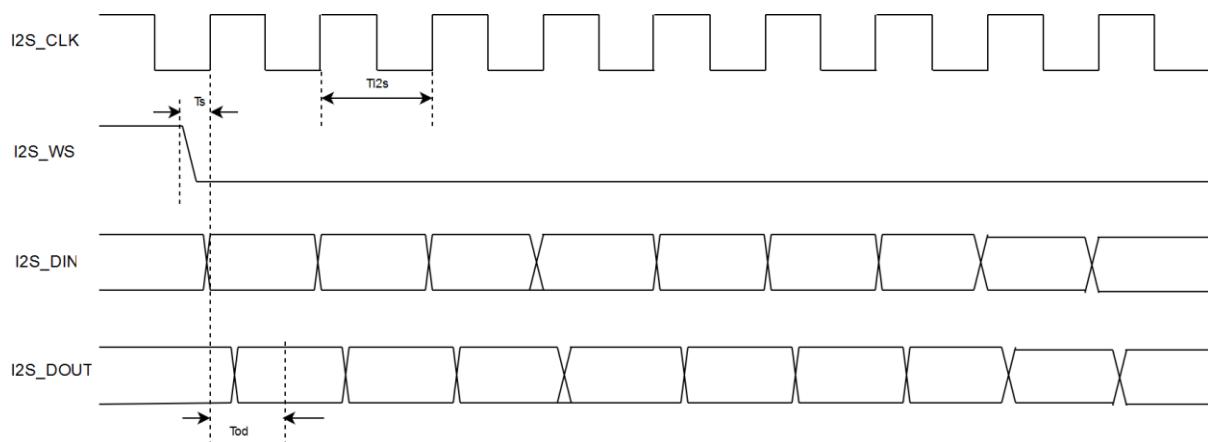 I2S_CLK
Ts
TI2s
I2S_WS
I2S_DIN
I2S_DOUT
Tod